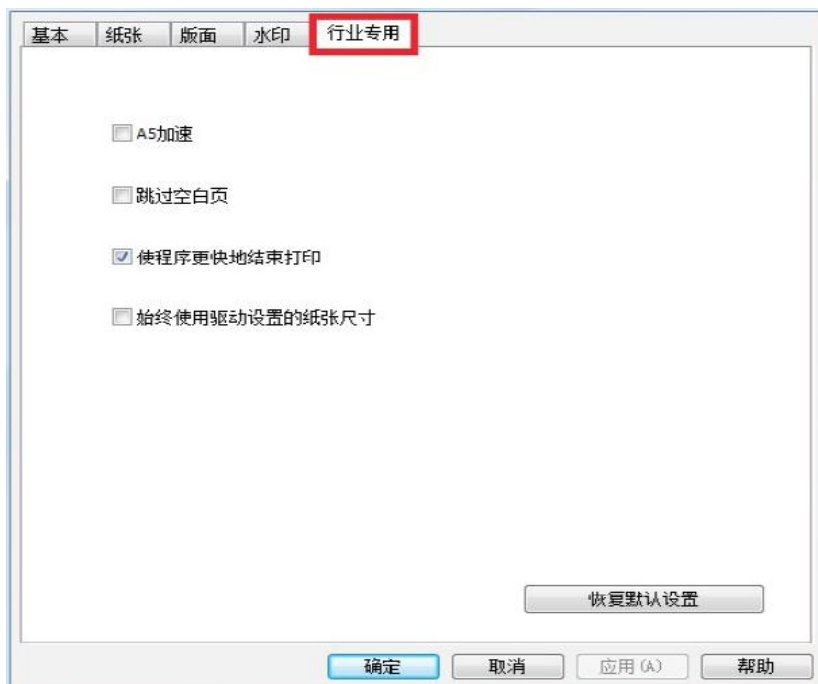 基本 纸张 版面 水印 行业专用
A5加速
跳过空白页
使程序更快地结束打印
始终使用驱动设置的纸张尺寸
恢复默认设置
确定 取消 应用(A) 帮助